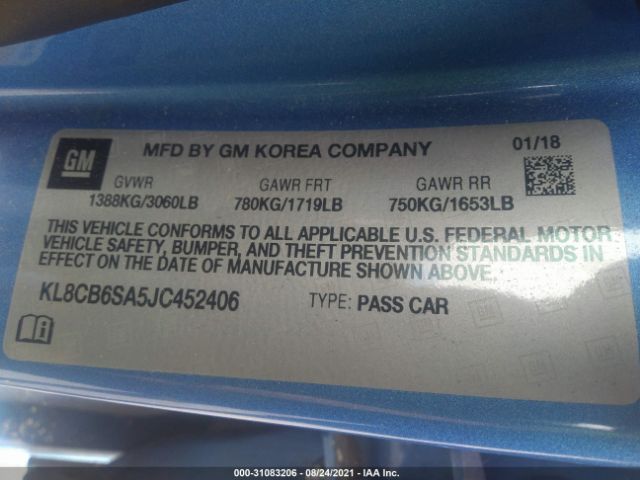 GM MFD BY GM KOREA COMPANY 01/18
GVWR GAWR FRT GAWR RR
1388KG/3060LB 780KG/1719LB 750KG/1653LB
THIS VEHICLE CONFORMS TO ALL APPLICABLE U.S. FEDERAL MOTOR
VEHICLE SAFETY, BUMPER, AND THEFT PREVENTION STANDARDS IN
EFFECT ON THE DATE OF MANUFACTURE SHOWN ABOVE.
KL8CB6SA5JC452406 TYPE: PASS CAR
000-31083206 - 08/24/2021 - IAA Inc.